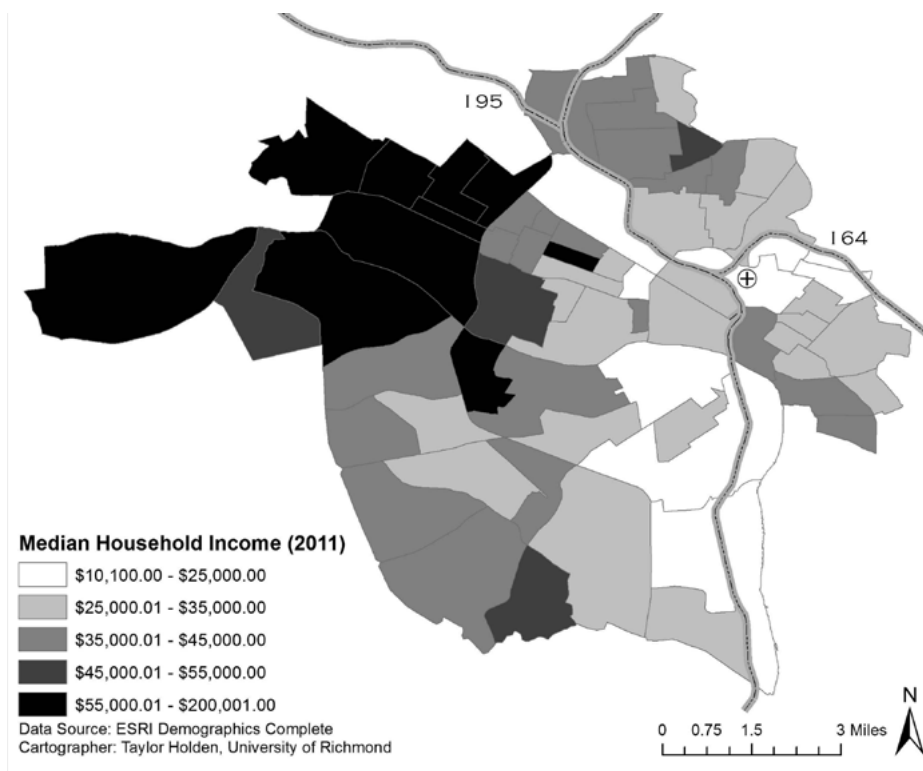 I 95
I 64
Median Household Income (2011)
$10,100.00 - $25,000.00
$25,000.01 - $35,000.00
$35,000.01 - $45,000.00
$45,000.01 - $55,000.00
$55,000.01 - $200,001.00
Data Source: ESRI Demographics Complete
Cartographer: Taylor Holden, University of Richmond
N
0 0.75 1.5 3 Miles